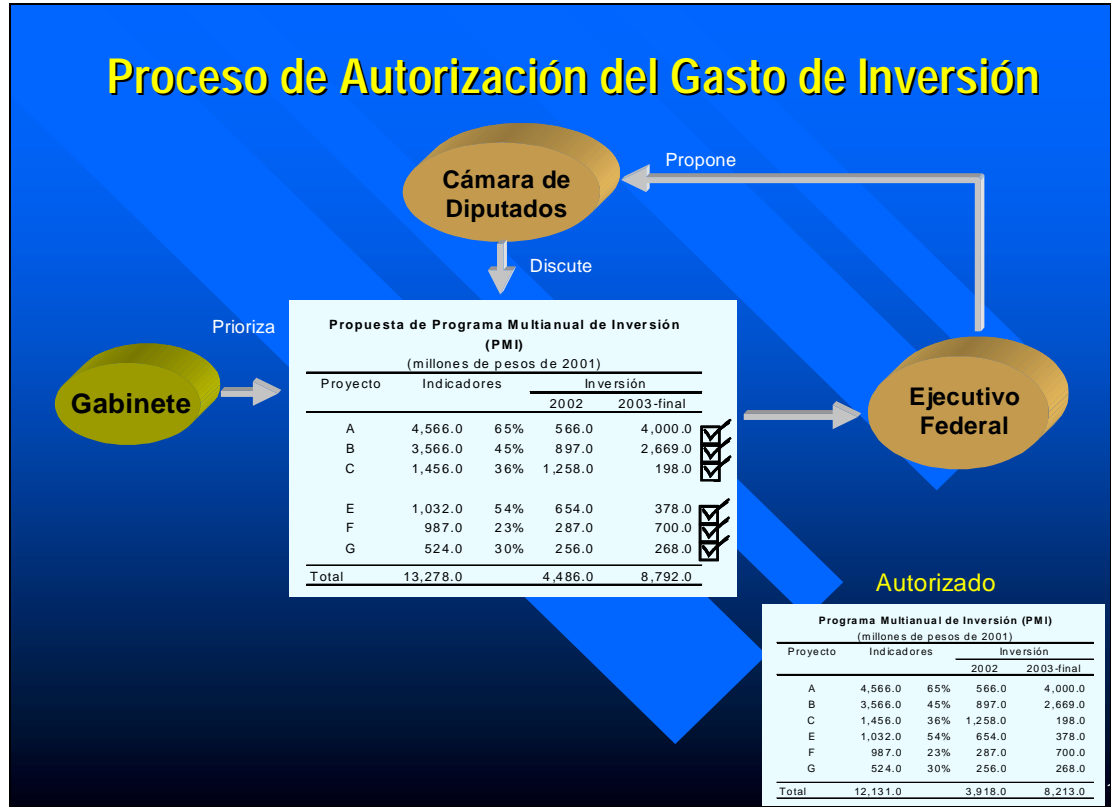 Proceso de Autorización del Gasto de Inversión
Cámara de
Diputados
Propone
Discute
Prioriza
Gabinete
Ejecutivo
Federal
Propuesta de Programa Multianual de Inversión
(PMI)
(millones de pesos de 2001)
Proyecto Indicadores Inversión
2002 2003-final
A 4,566.0 65% 566.0 4,000.0
B 3,566.0 45% 897.0 2,669.0
C 1,456.0 36% 1,258.0 198.0
E 1,032.0 54% 654.0 378.0
F 987.0 23% 287.0 700.0
G 524.0 30% 256.0 268.0
Total 13,278.0 4,486.0 8,792.0
Autorizado
Programa Multianual de Inversión (PMI)
(millones de pesos de 2001)
Proyecto Indicadores Inversión
2002 2003-final
A 4,566.0 65% 566.0 4,000.0
B 3,566.0 45% 897.0 2,669.0
C 1,456.0 36% 1,258.0 198.0
E 1,032.0 54% 654.0 378.0
F 987.0 23% 287.0 700.0
G 524.0 30% 256.0 268.0
Total 12,131.0 3,918.0 8,213.0